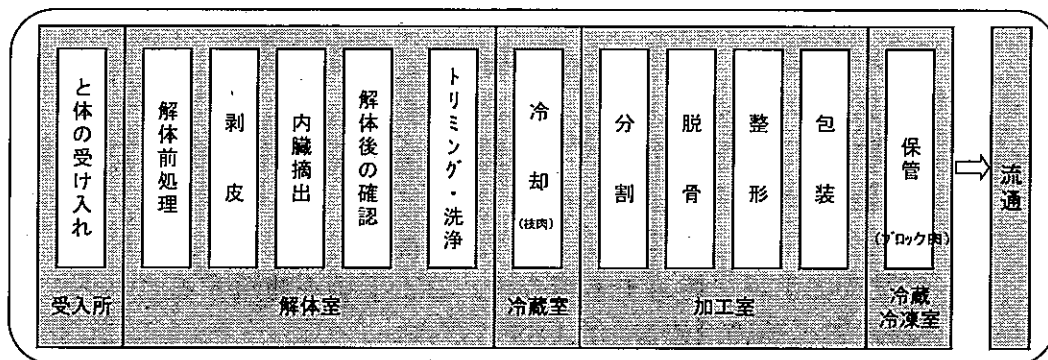 と体の受け入れ
解体前処理
剥皮
内臓摘出
解体後の確認
トリミング・洗浄
冷却
(枝肉)
分割
脱骨
整形
包装
保管
(ブロック肉)
流通
受入所
解体室
冷蔵室
加工室
冷蔵
冷凍室